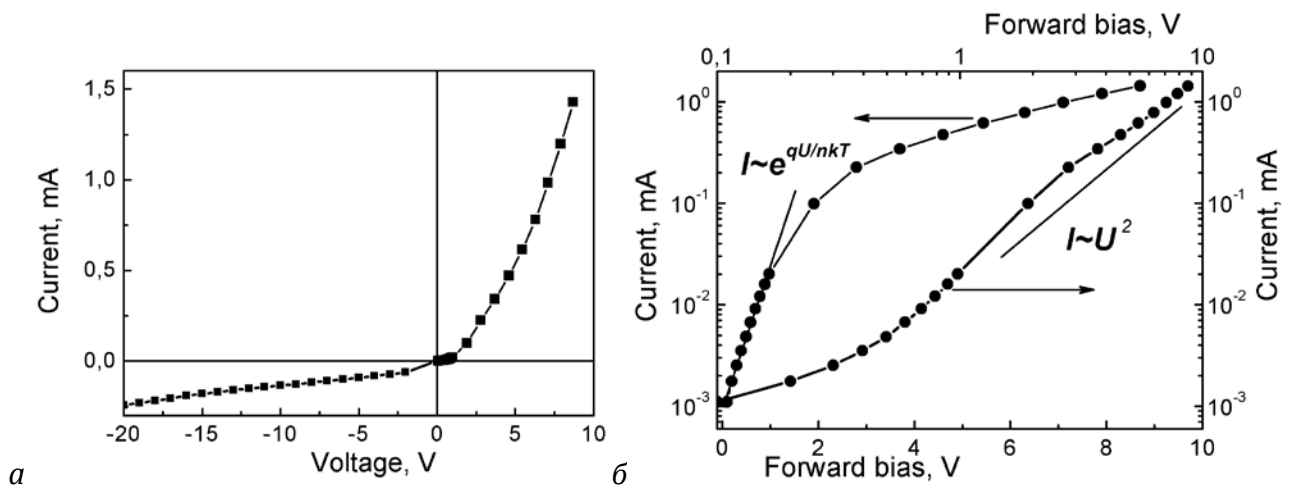 1,5
1,0
0,5
0,0
Current, mA
-20 -15 -10 -5 0 5 10
Voltage, V
а
Forward bias, V
0,1 1 10
10⁰
10⁻¹
10⁻²
10⁻³
Current, mA
I~e^qU/nkT
I~U²
10⁰
10⁻¹
10⁻²
10⁻³
Current, mA
0 2 4 6 8 10
Forward bias, V
б